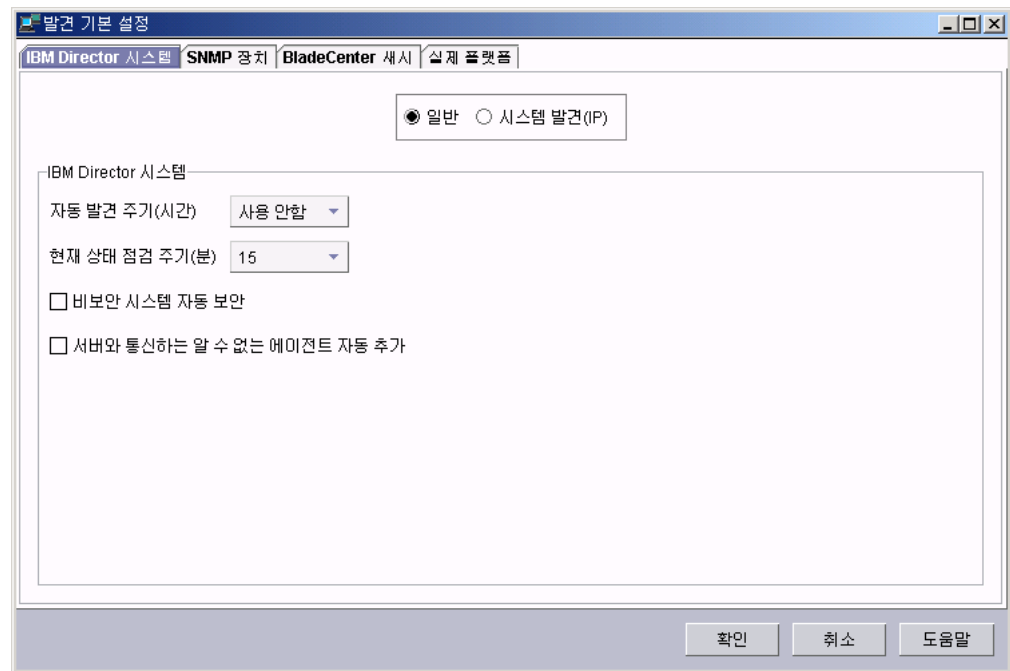 발견 기본 설정
IBM Director 시스템 SNMP 장치 BladeCenter 섀시 실제 플랫폼
일반 시스템 발견(IP)
IBM Director 시스템
자동 발견 주기(시간) 사용 안함
현재 상태 점검 주기(분) 15
비보안 시스템 자동 보안
서버와 통신하는 알 수 없는 에이전트 자동 추가
확인 취소 도움말